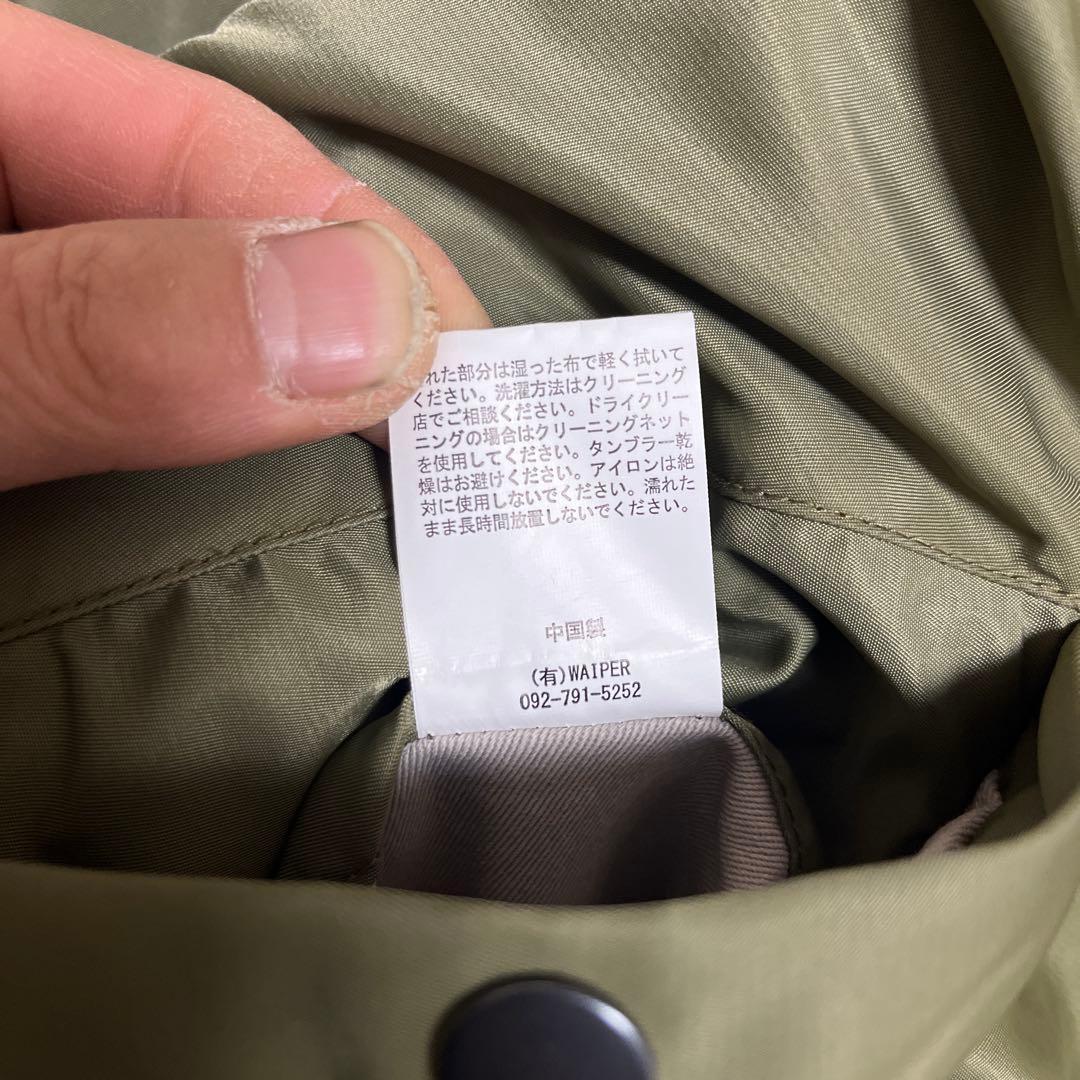 れた部分は湿った布で軽く拭いて
ください。洗濯方法はクリーニング
店でご相談ください。ドライクリー
ニングの場合はクリーニングネット
を使用してください。タンブラー乾
燥はお避けください。アイロンは絶
対に使用しないでください。濡れた
まま長時間放置しないでください。
中国製
(有)WAIPER
092-791-5252